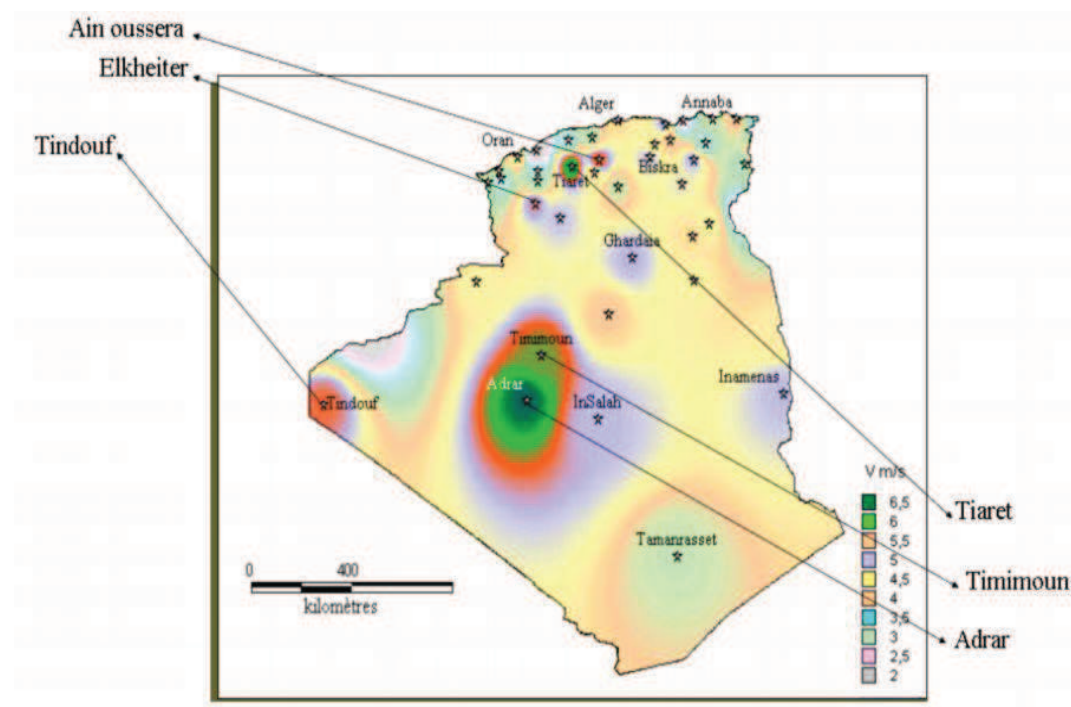 Ain oussera
Elkheiter
Tindouf
Alger
Annaba
Oran
Tiaret
Biskra
Ghardaia
Timimoun
Adrar
InSalah
Inamenas
Tindouf
Tamanrasset
0 400
kilomètres
V m/s
6,5
6
5,5
5
4,5
4
3,5
3
2,5
2
Tiaret
Timimoun
Adrar